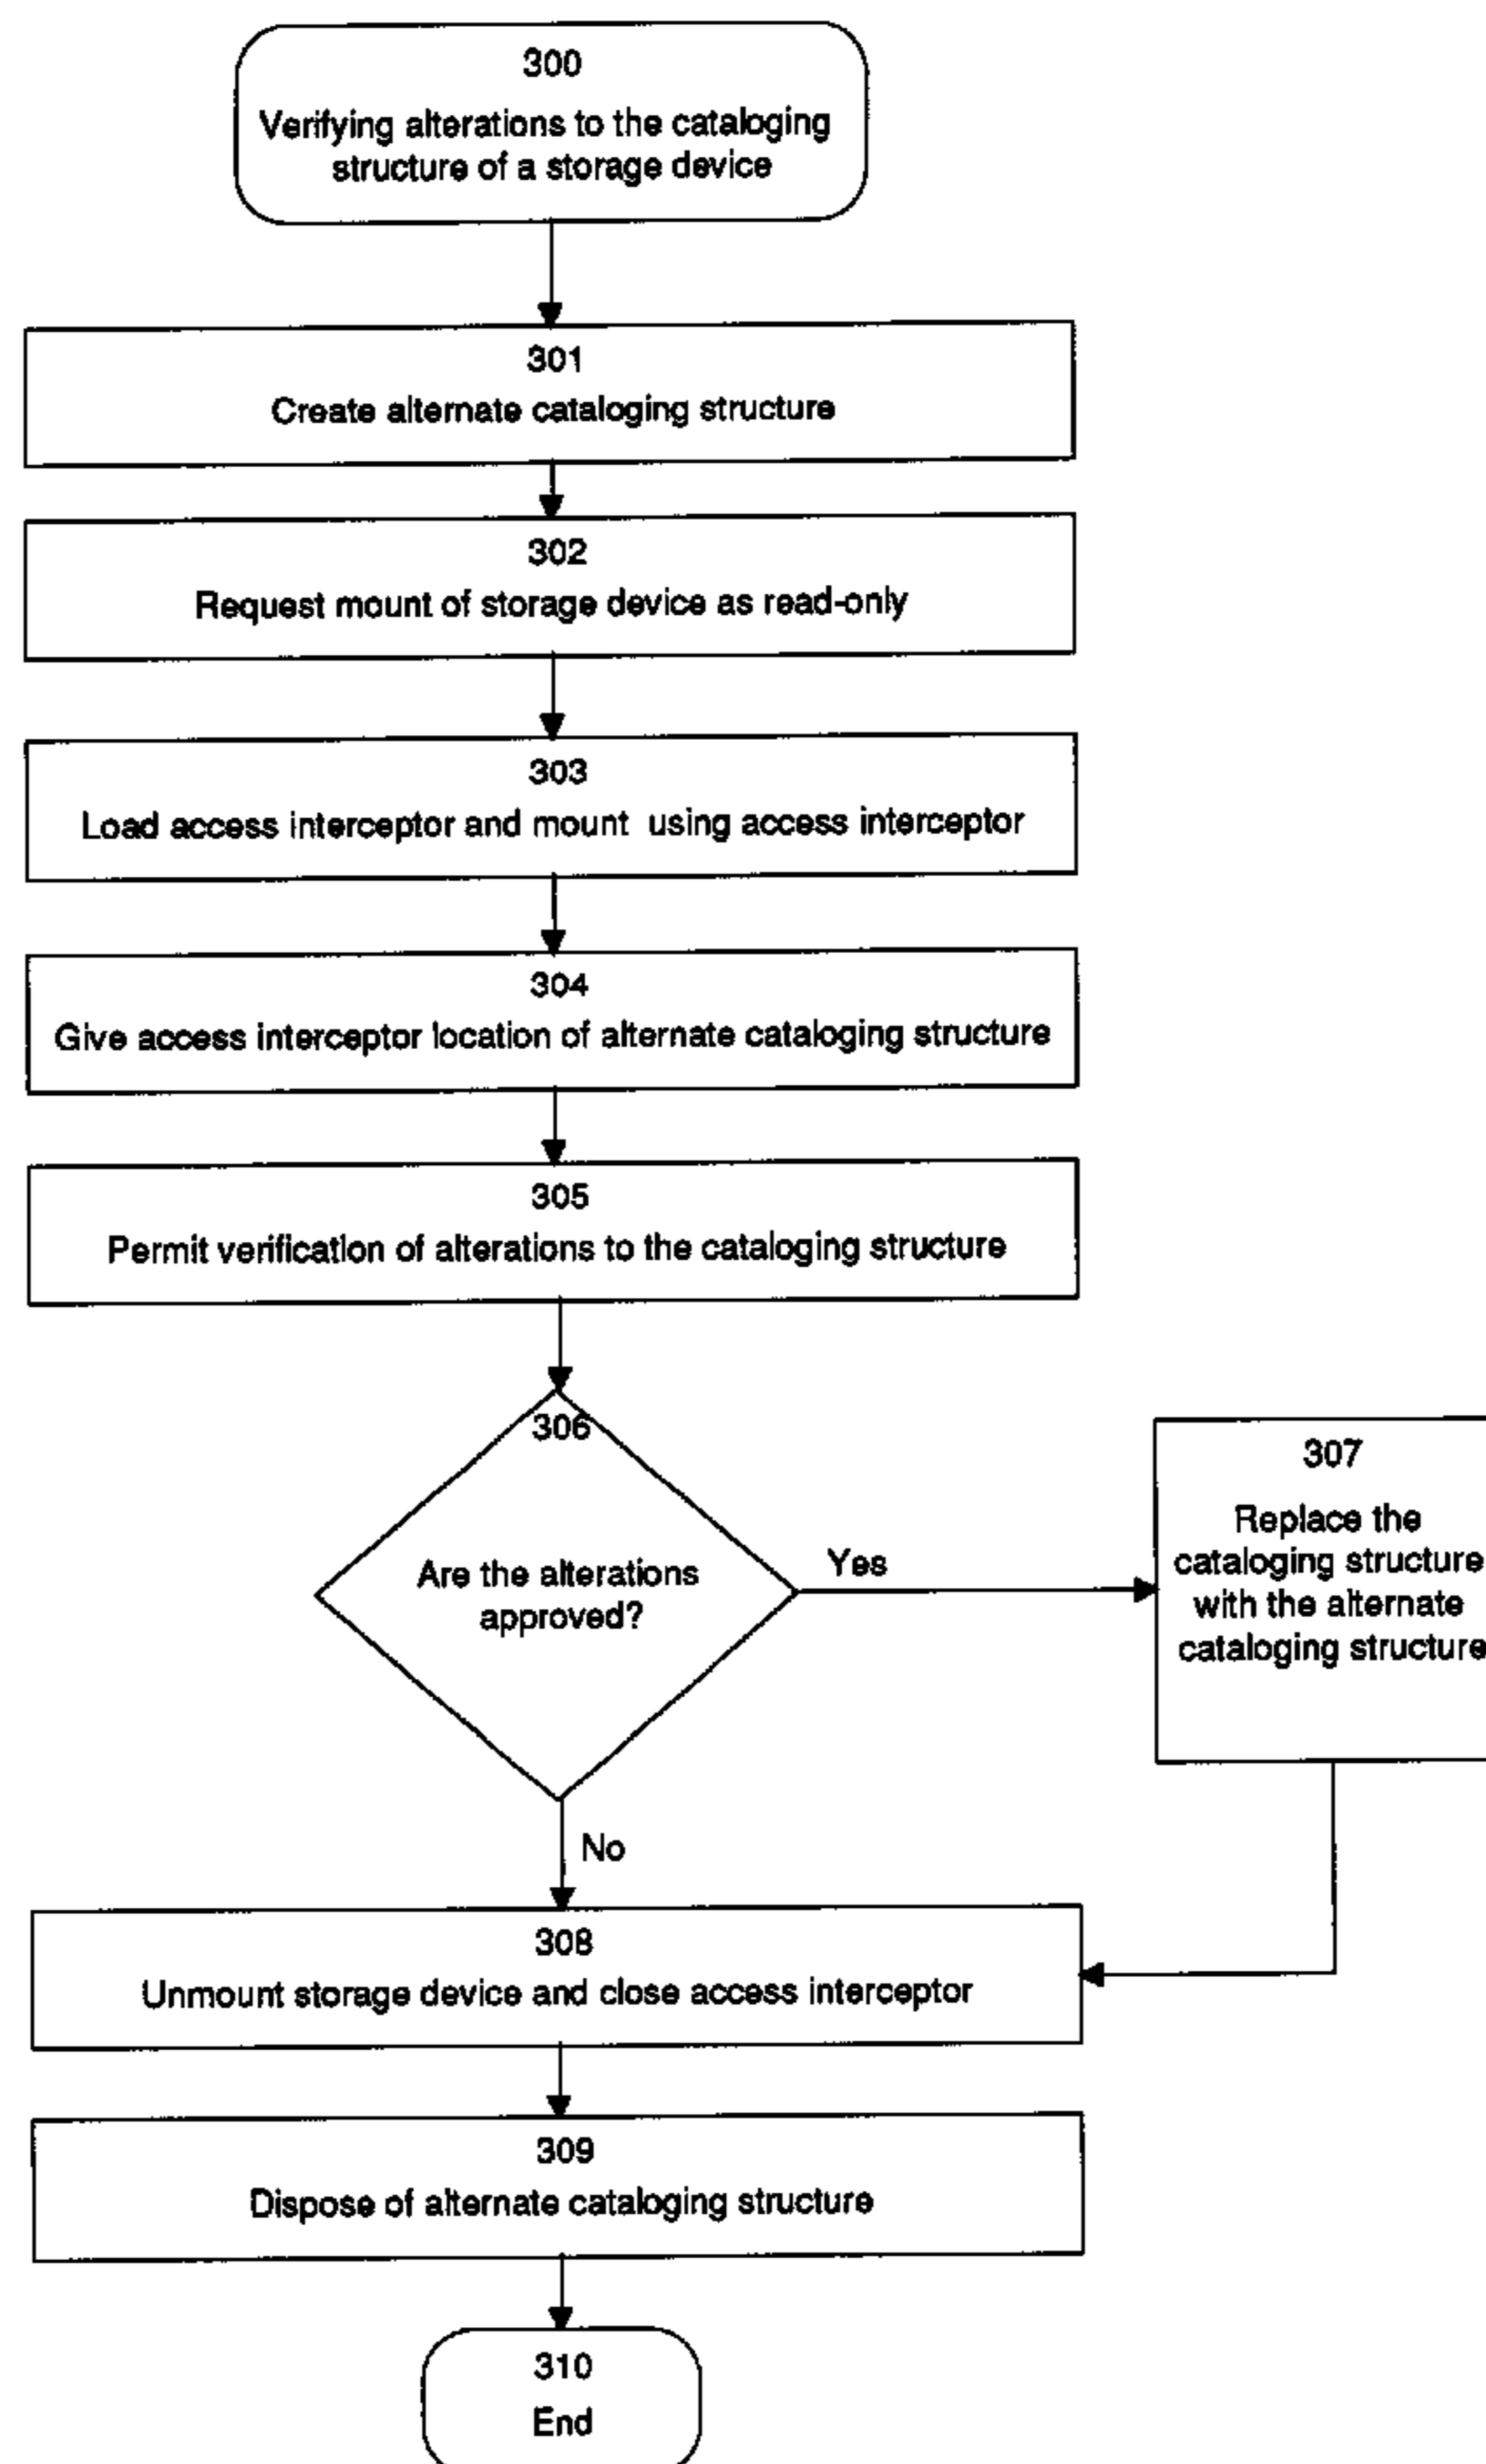 300
Verifying alterations to the cataloging
structure of a storage device
301
Create alternate cataloging structure
302
Request mount of storage device as read-only
303
Load access interceptor and mount using access interceptor
304
Give access interceptor location of alternate cataloging structure
305
Permit verification of alterations to the cataloging structure
306
Are the alterations
approved?
Yes
307
Replace the
cataloging structure
with the alternate
cataloging structure
No
308
Unmount storage device and close access interceptor
309
Dispose of alternate cataloging structure
310
End